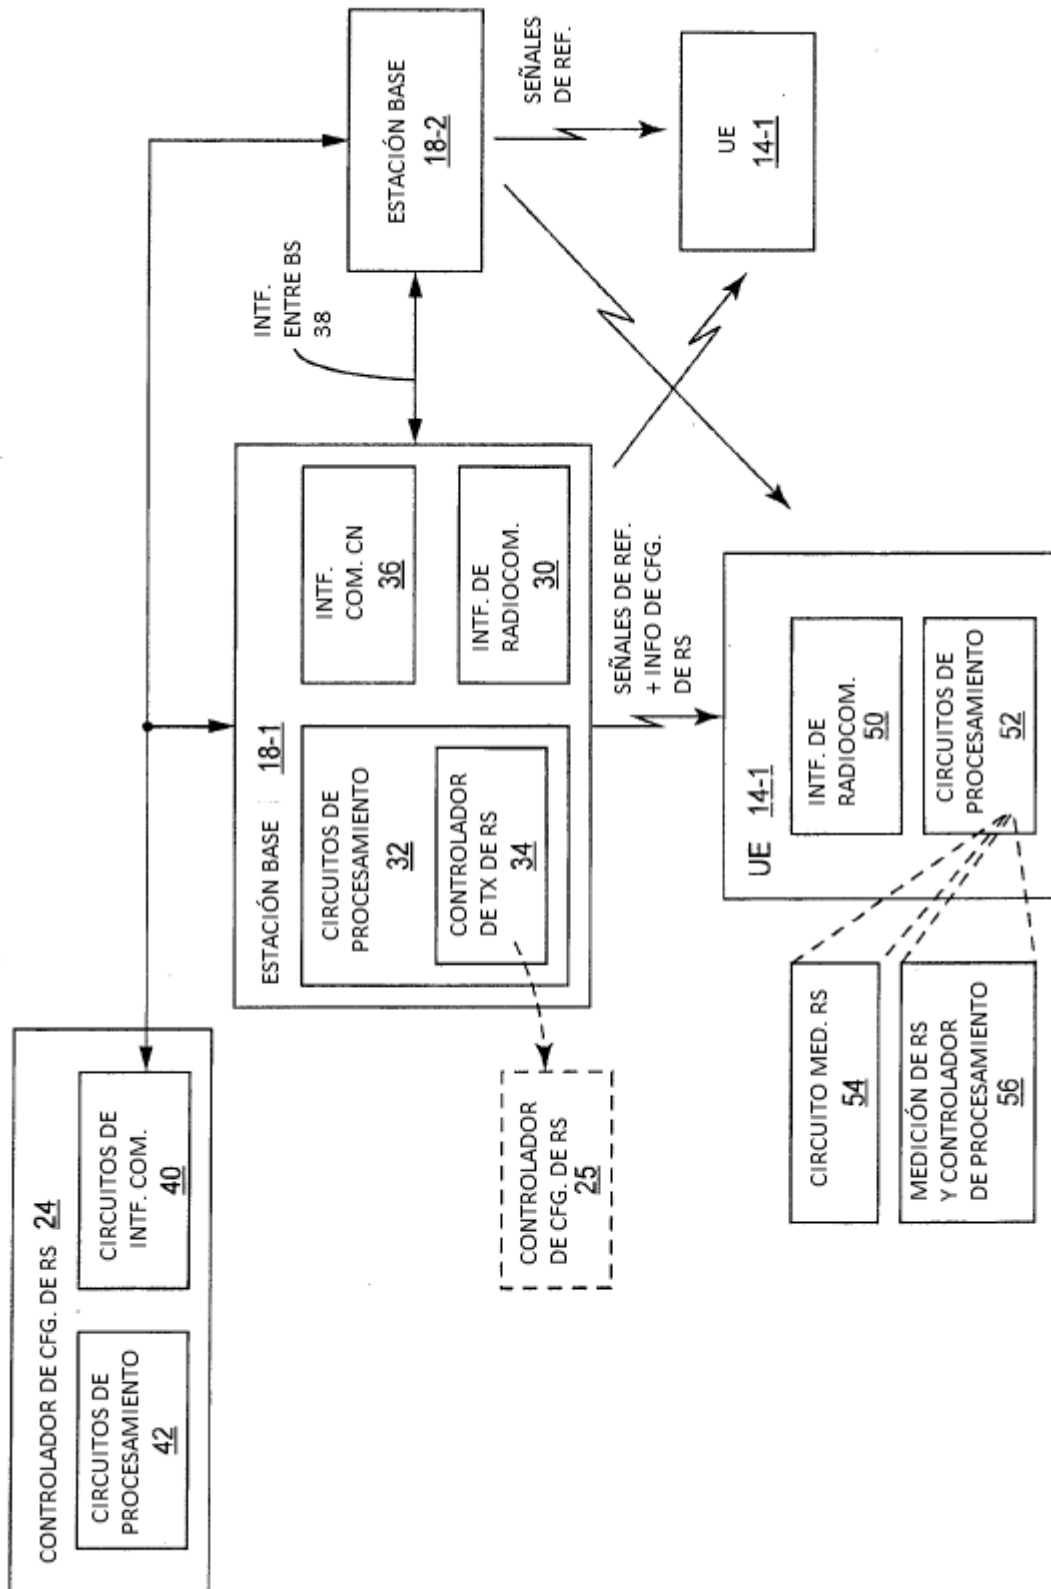 CONTROLADOR DE CFG. DE RS 24
CIRCUITOS DE
PROCESAMIENTO
42
CIRCUITOS DE
INTF. COM.
40
ESTACIÓN BASE 18-1
CIRCUITOS DE
PROCESAMIENTO
32
CONTROLADOR
DE TX DE RS
34
INTF.
COM. CN
36
INTF. DE
RADIOCOM.
30
INTF.
ENTRE BS
38
ESTACIÓN BASE
18-2
SEÑALES
DE REF.
UE
14-1
CONTROLADOR
DE CFG. DE RS
25
SEÑALES DE REF.
+ INFO DE CFG.
DE RS
UE 14-1
INTF. DE
RADIOCOM.
50
CIRCUITOS DE
PROCESAMIENTO
52
CIRCUITO MED. RS
54
MEDICIÓN DE RS
Y CONTROLADOR
DE PROCESAMIENTO
56